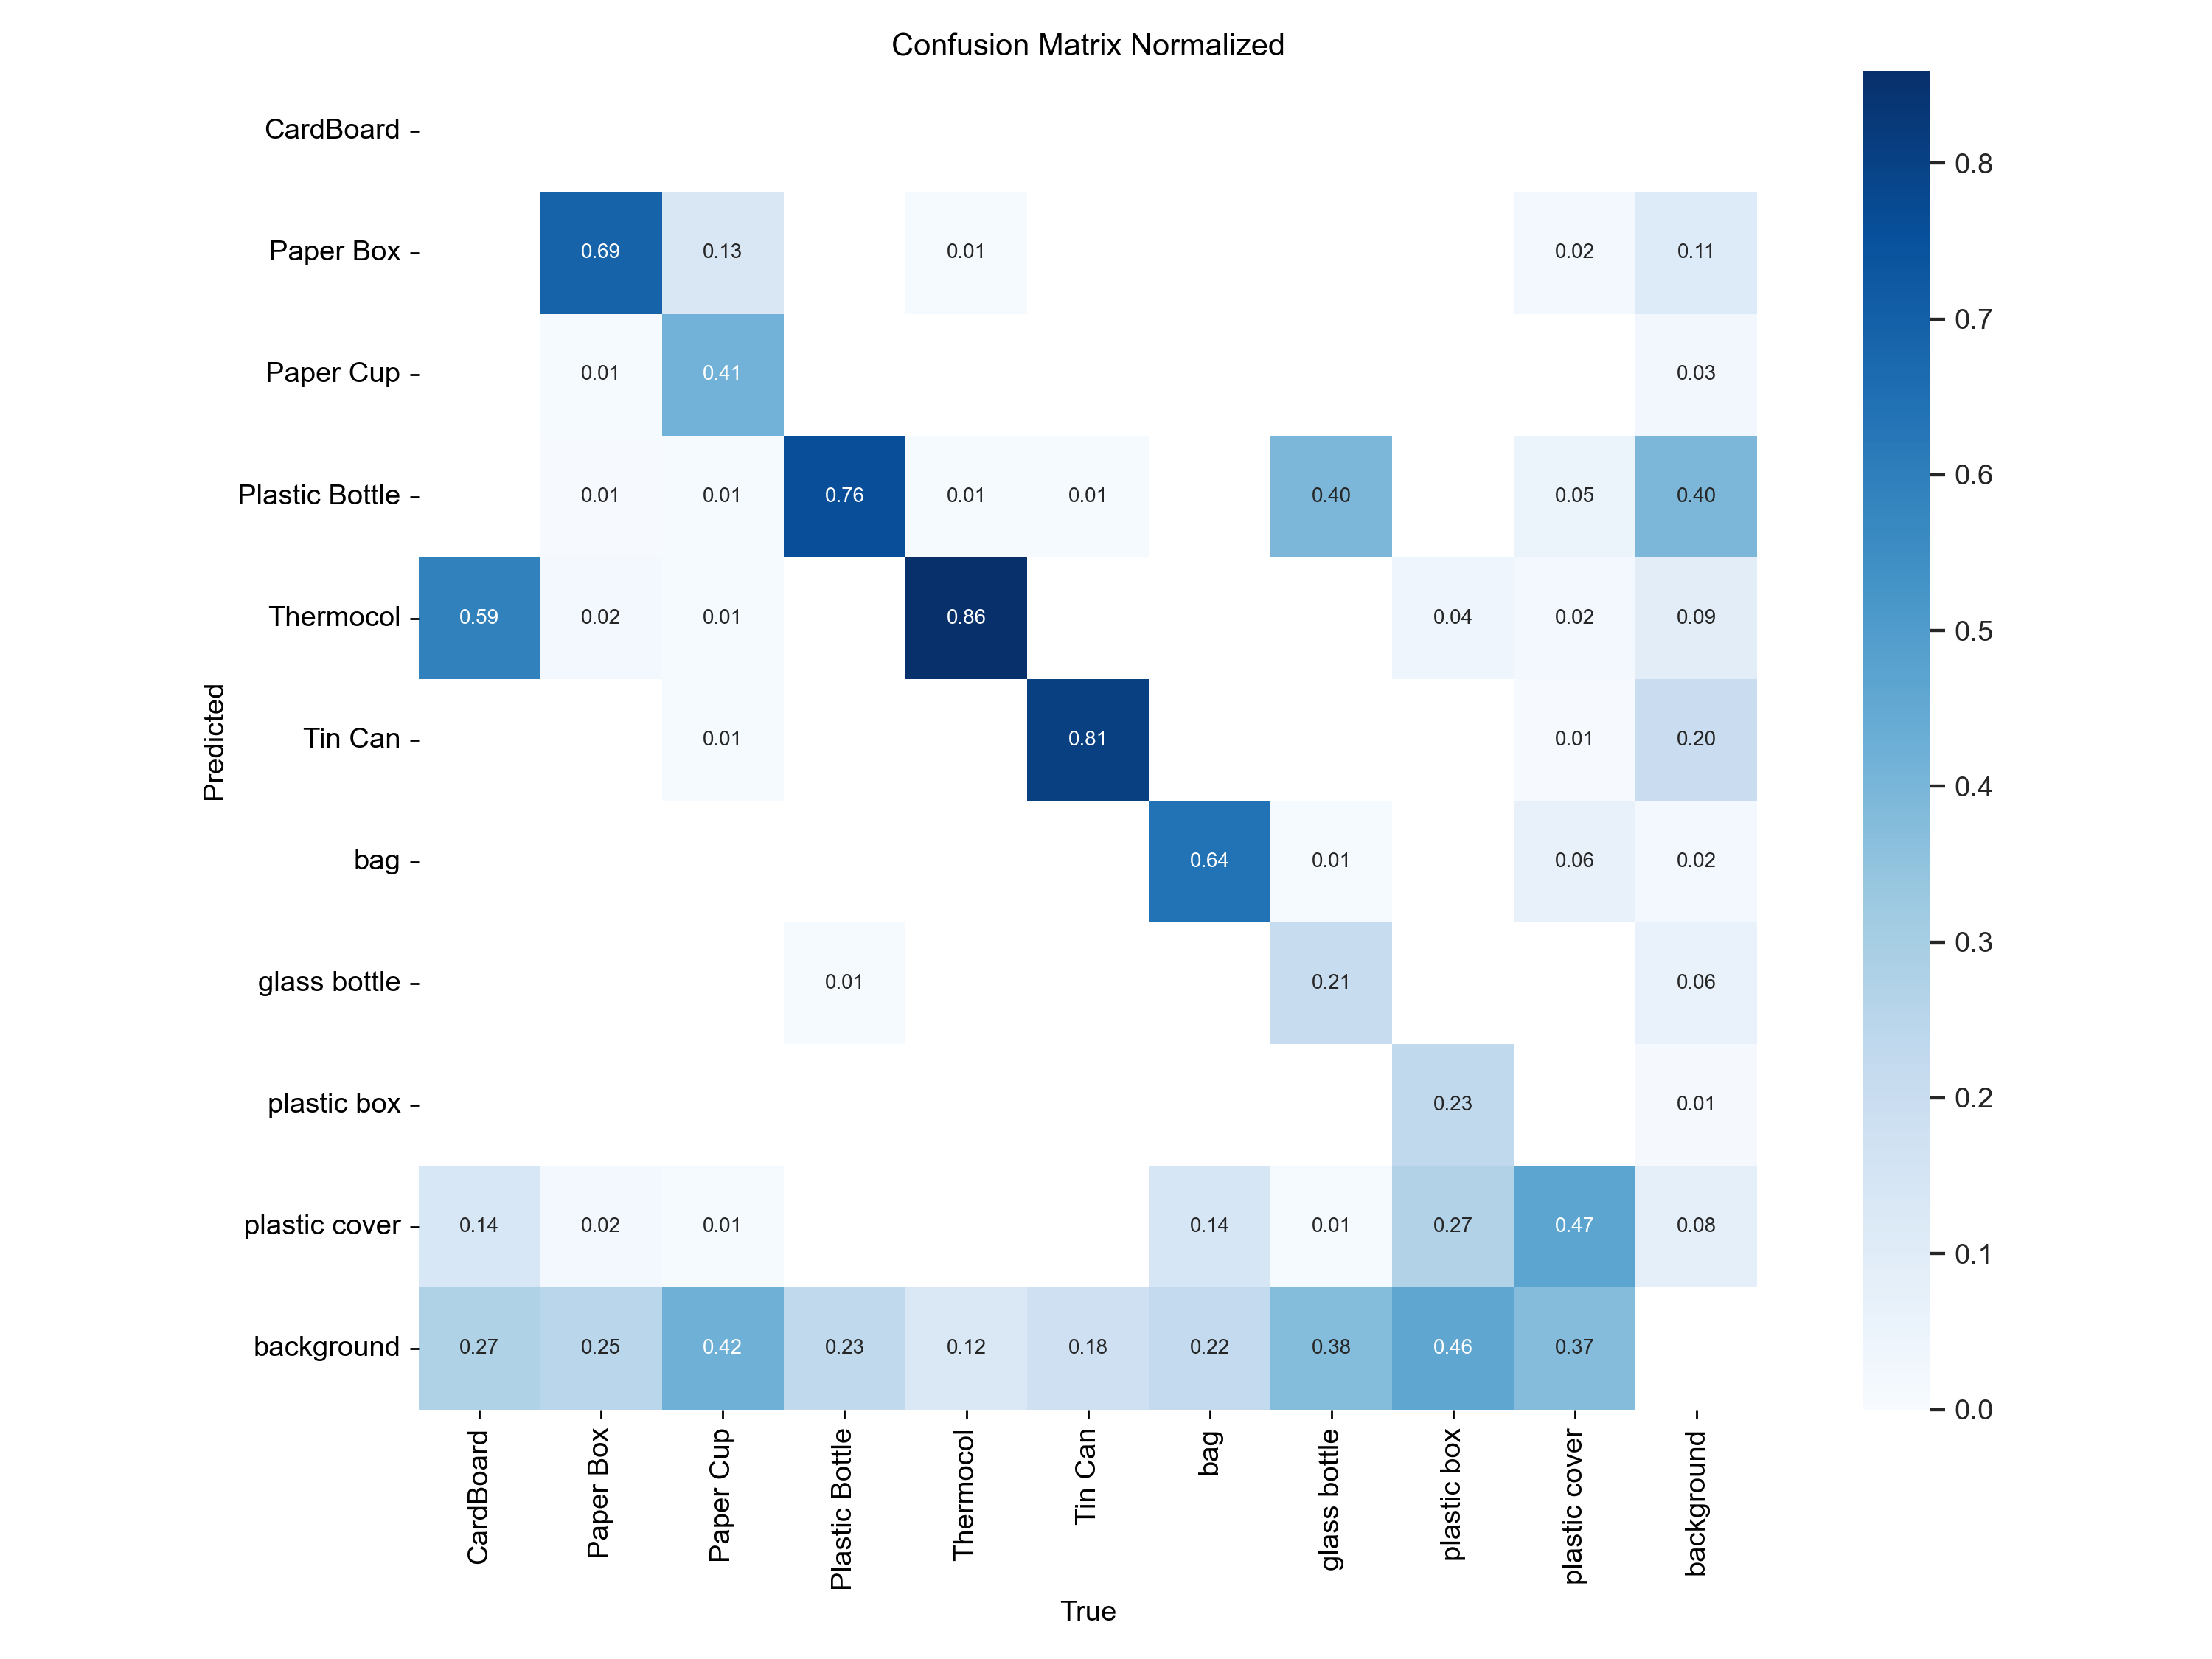 Confusion Matrix Normalized
CardBoard
Paper Box 0.69 0.13 0.01 0.02 0.11
Paper Cup 0.01 0.41 0.03
Plastic Bottle 0.01 0.01 0.76 0.01 0.01 0.40 0.05 0.40
Thermocol 0.59 0.02 0.01 0.86 0.04 0.02 0.09
Tin Can 0.01 0.81 0.01 0.20
bag 0.64 0.01 0.06 0.02
glass bottle 0.01 0.21 0.06
plastic box 0.23 0.01
plastic cover 0.14 0.02 0.01 0.14 0.01 0.27 0.47 0.08
background 0.27 0.25 0.42 0.23 0.12 0.18 0.22 0.38 0.46 0.37
Predicted
CardBoard
Paper Box
Paper Cup
Plastic Bottle
Thermocol
Tin Can
bag
glass bottle
plastic box
plastic cover
background
True
0.8
0.7
0.6
0.5
0.4
0.3
0.2
0.1
0.0